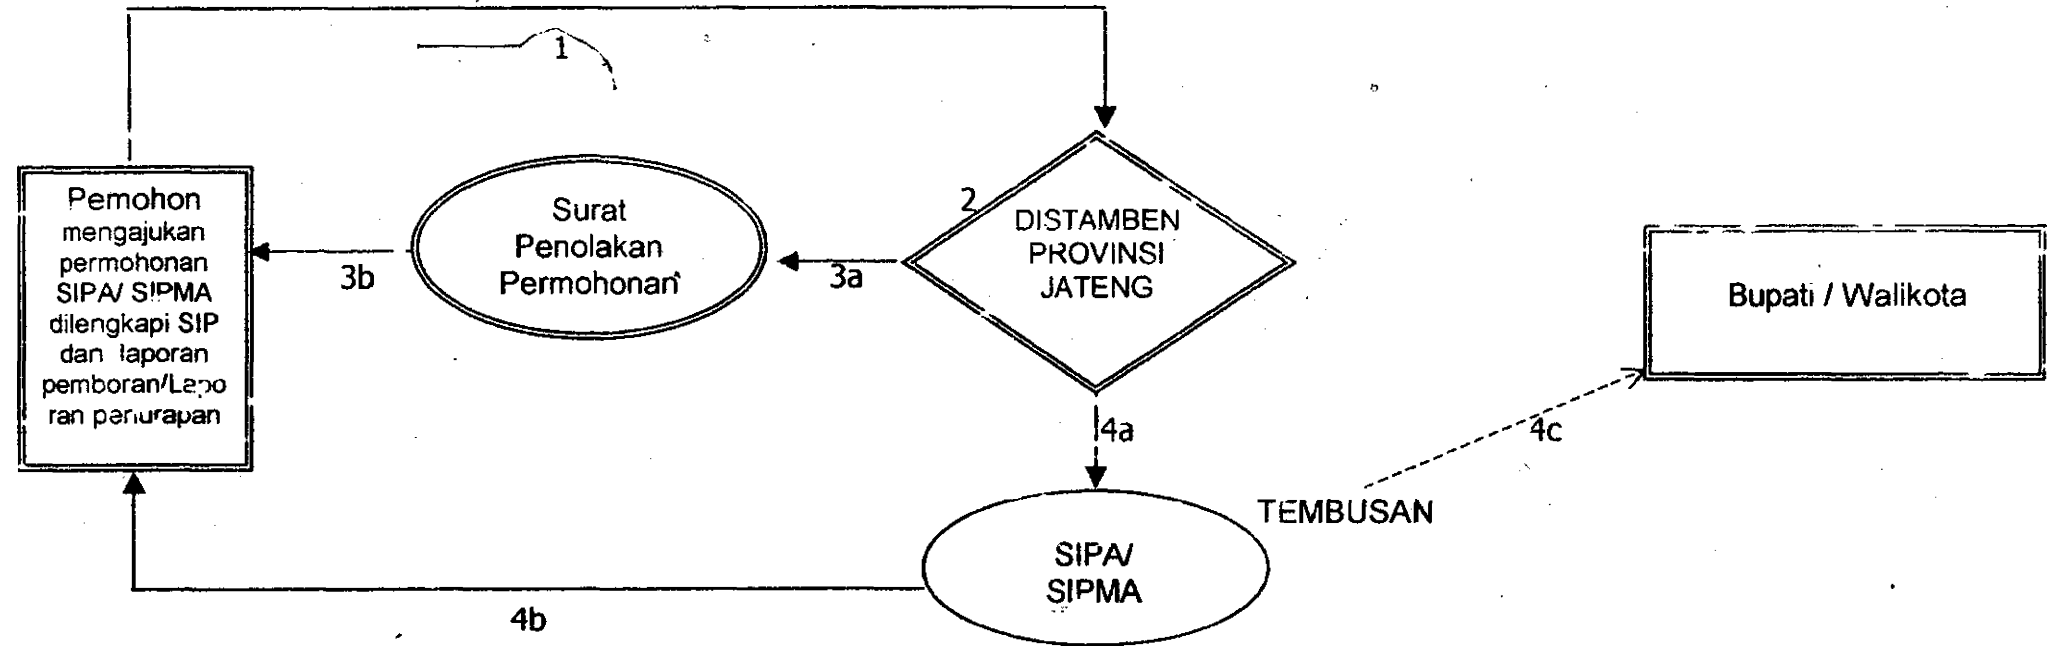 1
Pemohon
mengajukan
permohonan
SIPA/ SIPMA
dilengkapi SIP
dan laporan
pemboran/Lapo
ran penurapan
3b
Surat
Penolakan
Permohonan
3a
2
DISTAMBEN
PROVINSI
JATENG
Bupati / Walikota
4a
4c
TEMBUSAN
SIPA/
SIPMA
4b